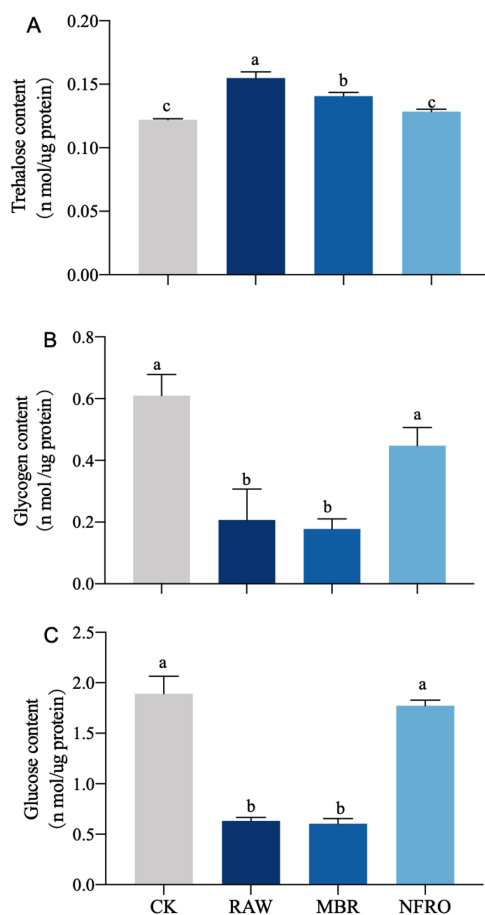 A
Trehalose content
(n mol/ug protein)
0.20
0.15
0.10
0.05
0.00
c
a
b
c
B
Glycogen content
(n mol /ug protein)
0.8
0.6
0.4
0.2
0.0
a
b
b
a
C
Glucose content
(n mol/ug protein)
2.5
2.0
1.5
1.0
0.5
0.0
a
b
b
a
CK RAW MBR NFRO